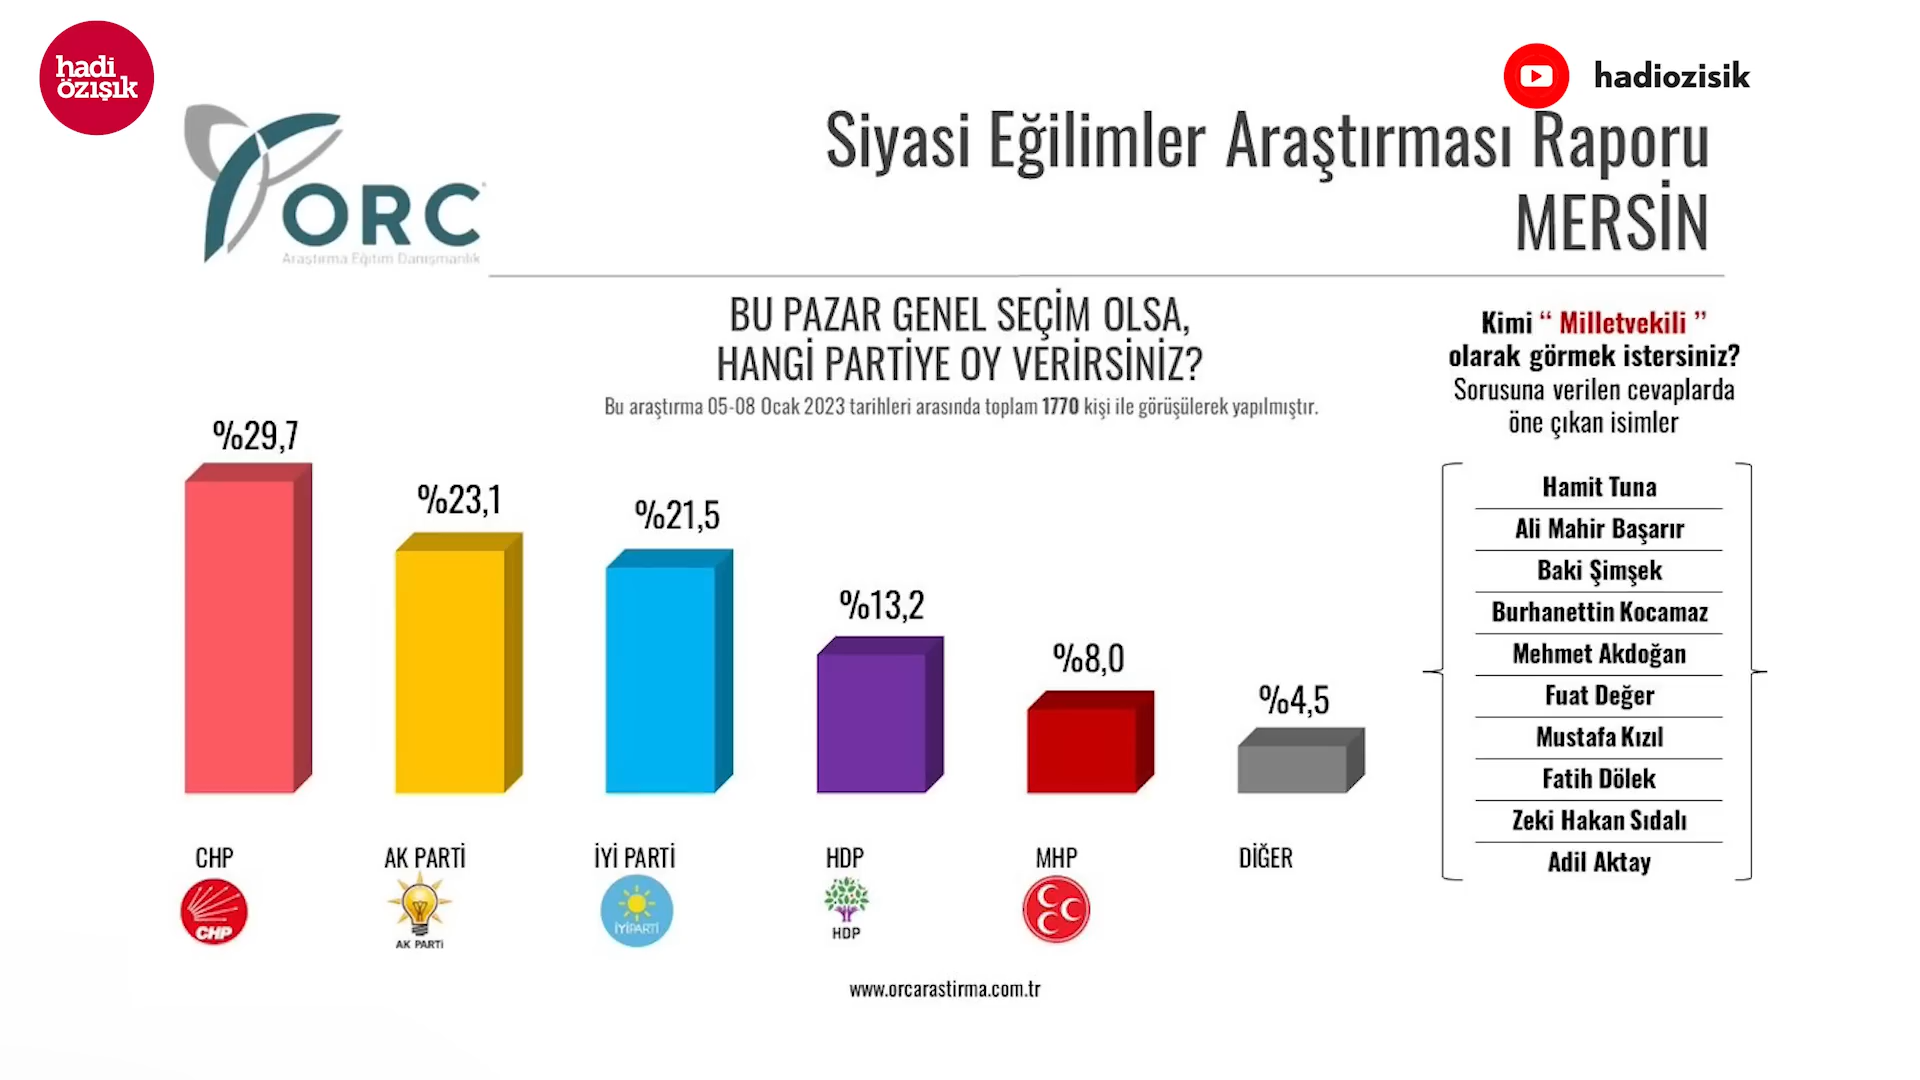 hadi
özışık
hadiozisik
ORC
Araştırma Eğitim Danışmanlık
Siyasi Eğilimler Araştırması Raporu
MERSİN
BU PAZAR GENEL SEÇİM OLSA,
HANGİ PARTİYE OY VERİRSİNİZ?
Bu araştırma 05-08 Ocak 2023 tarihleri arasında toplam 1770 kişi ile görüşülerek yapılmıştır.
%29,7
%23,1
%21,5
%13,2
%8,0
%4,5
CHP
AK PARTİ
İYİ PARTİ
HDP
MHP
DİĞER
CHP
AK PARTİ
İYİPARTİ
HDP
Kimi “ Milletvekili ”
olarak görmek istersiniz?
Sorusuna verilen cevaplarda
öne çıkan isimler
Hamit Tuna
Ali Mahir Başarır
Baki Şimşek
Burhanettin Kocamaz
Mehmet Akdoğan
Fuat Değer
Mustafa Kızıl
Fatih Dölek
Zeki Hakan Sıdalı
Adil Aktay
www.orcarastirma.com.tr